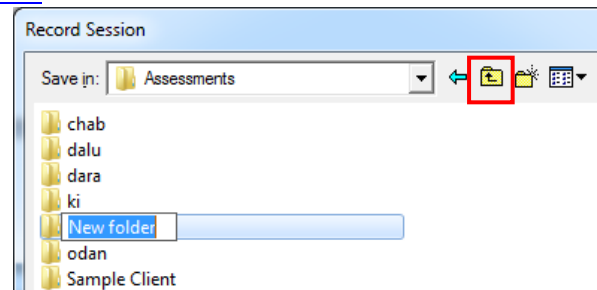 Record Session
Save in: Assessments
chab
dalu
dara
ki
New folder
odan
Sample Client